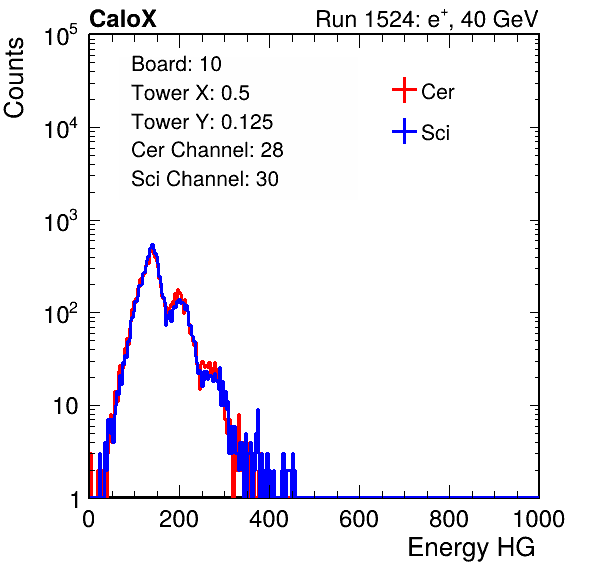 CaloX Run 1524: e⁺, 40 GeV
Counts
Board: 10
Tower X: 0.5
Tower Y: 0.125
Cer Channel: 28
Sci Channel: 30
Cer
Sci
10⁵
10⁴
10³
10²
10
1
0 200 400 600 800 1000
Energy HG